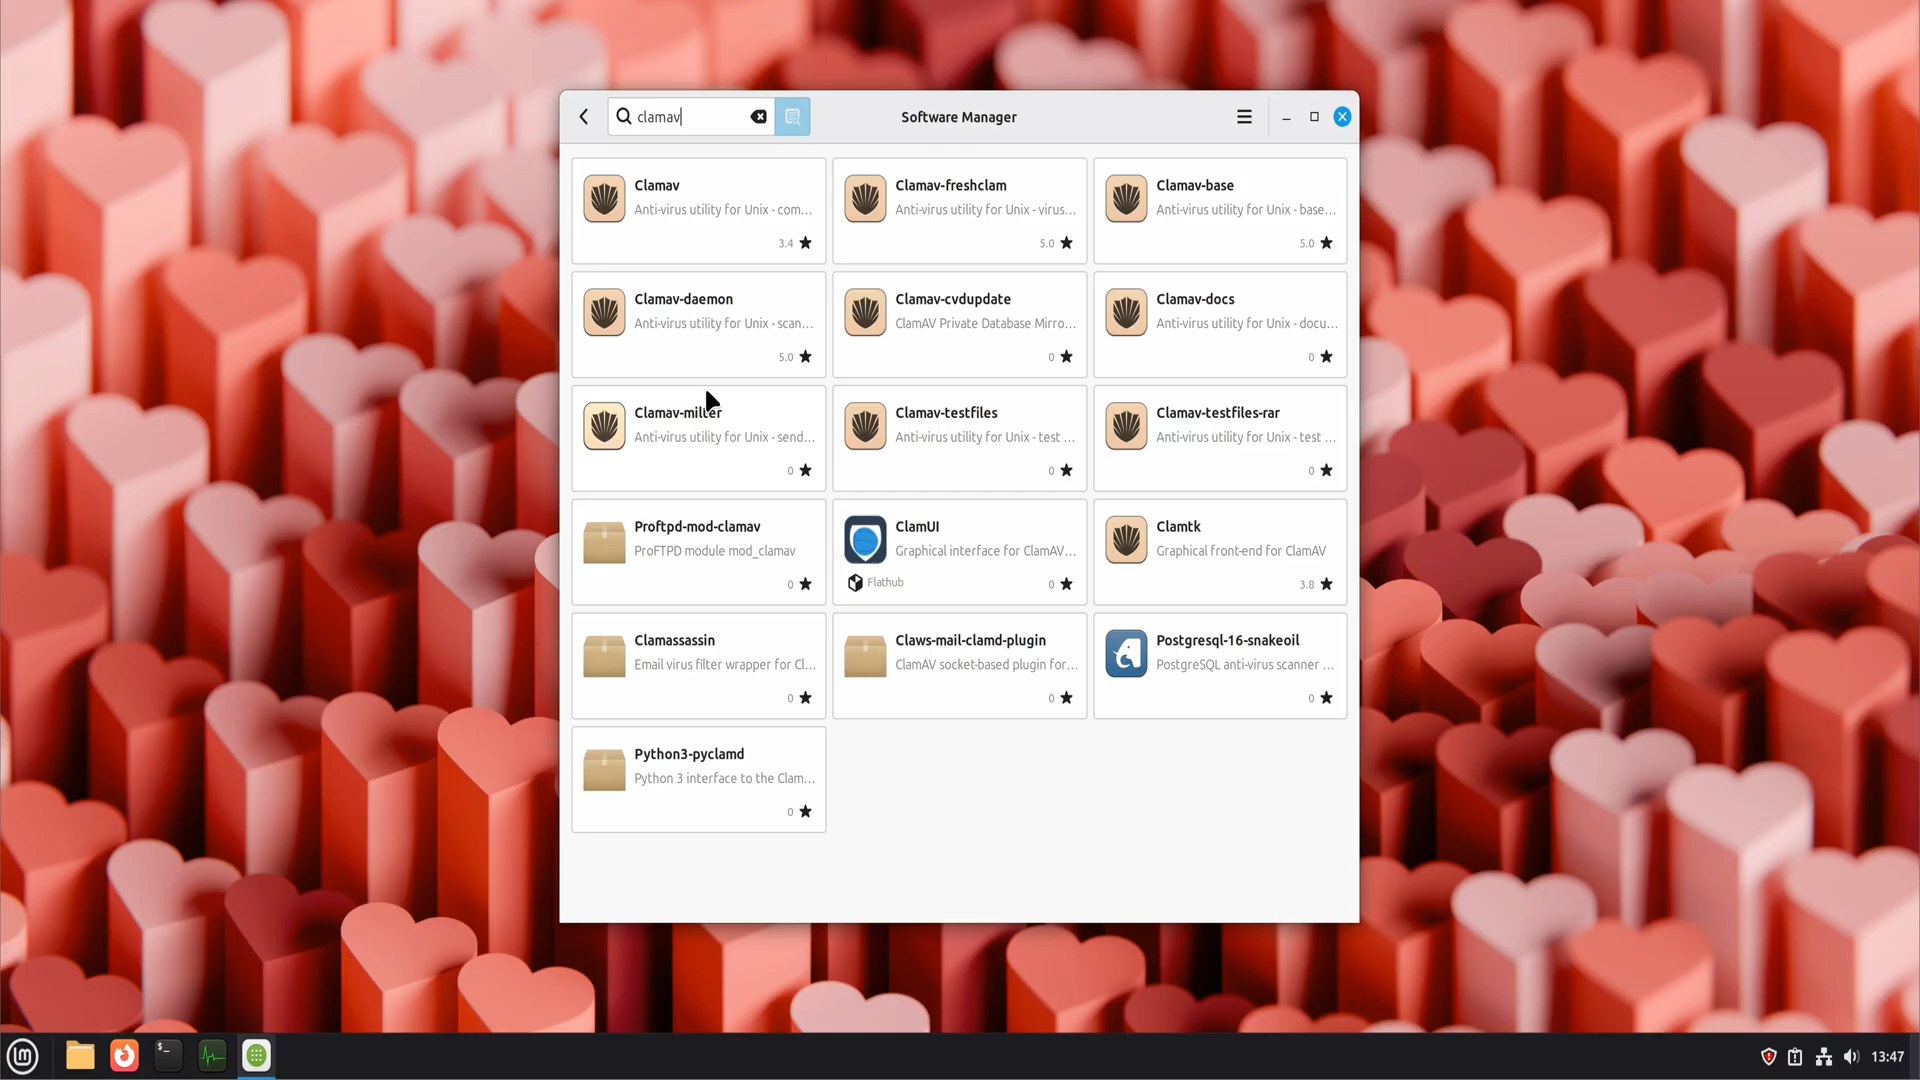 clamav
Software Manager
Clamav
Anti-virus utility for Unix - com...
3.4
Clamav-freshclam
Anti-virus utility for Unix - virus...
5.0
Clamav-base
Anti-virus utility for Unix - base...
5.0
Clamav-daemon
Anti-virus utility for Unix - scan...
5.0
Clamav-cvdupdate
ClamAV Private Database Mirro...
0
Clamav-docs
Anti-virus utility for Unix - docu...
0
Clamav-milter
Anti-virus utility for Unix - send...
0
Clamav-testfiles
Anti-virus utility for Unix - test ...
0
Clamav-testfiles-rar
Anti-virus utility for Unix - test ...
0
Proftpd-mod-clamav
ProFTPD module mod_clamav
0
ClamUI
Graphical interface for ClamAV...
Flathub
0
Clamtk
Graphical front-end for ClamAV
3.8
Clamassassin
Email virus filter wrapper for Cl...
0
Claws-mail-clamd-plugin
ClamAV socket-based plugin for...
0
Postgresql-16-snakeoil
PostgreSQL anti-virus scanner ...
0
Python3-pyclamd
Python 3 interface to the Clam...
0
$_
13:47